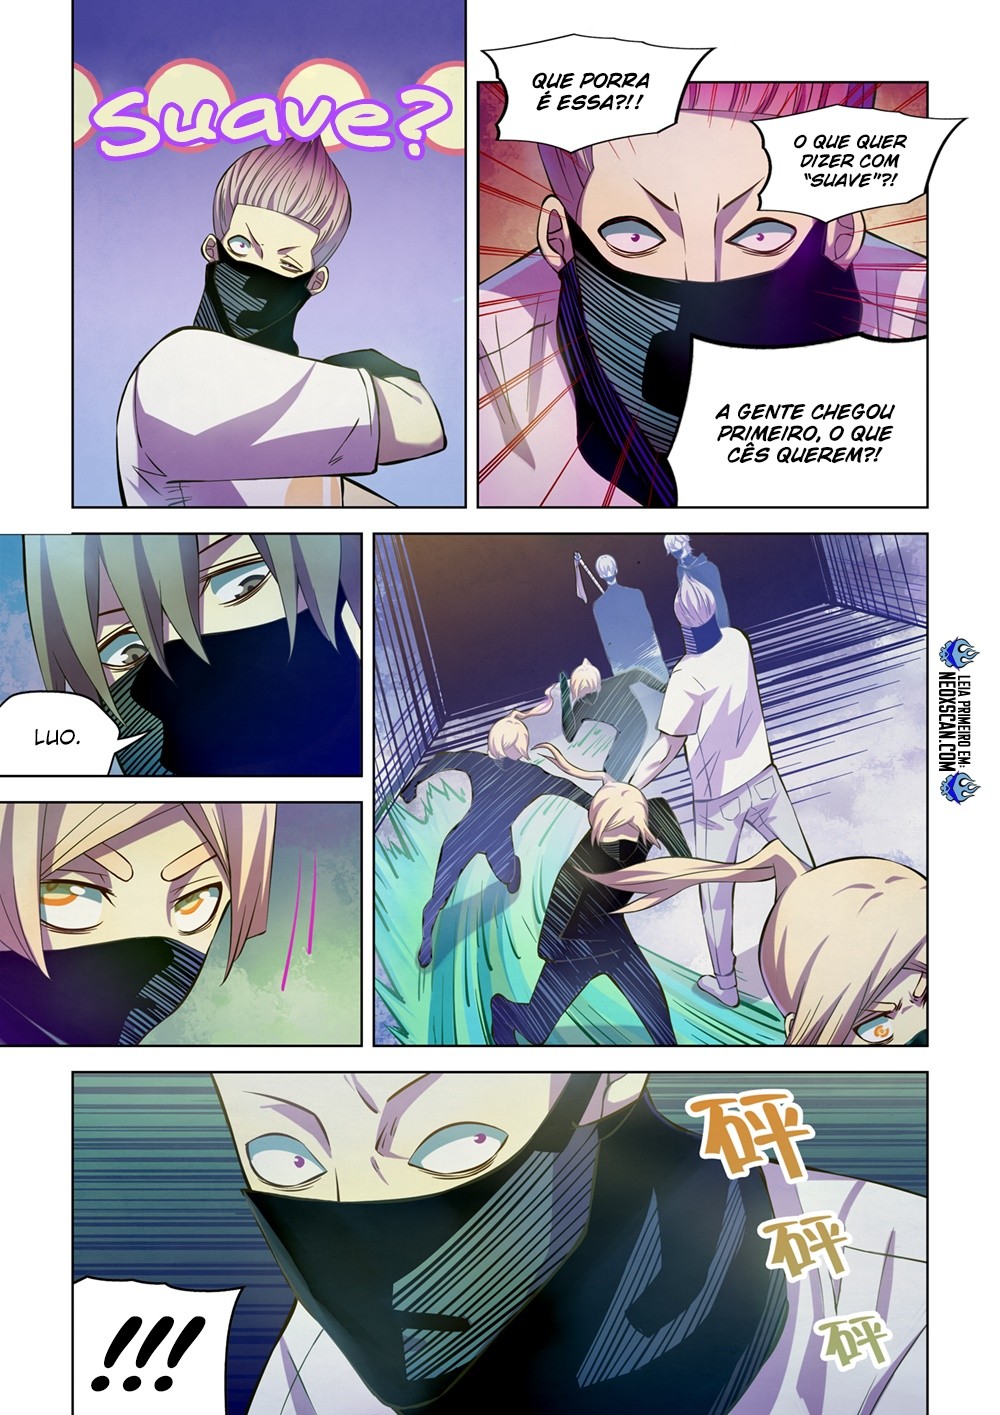 Suave?
QUE PORRA
É ESSA?!!
O QUE QUER
DIZER COM
"SUAVE"?!
A GENTE CHEGOU
PRIMEIRO, O QUE
CÊS QUEREM?!
LUO.
LEIA PRIMEIRO EM:
NEOXSCAN.COM
砰
砰
砰
!!!